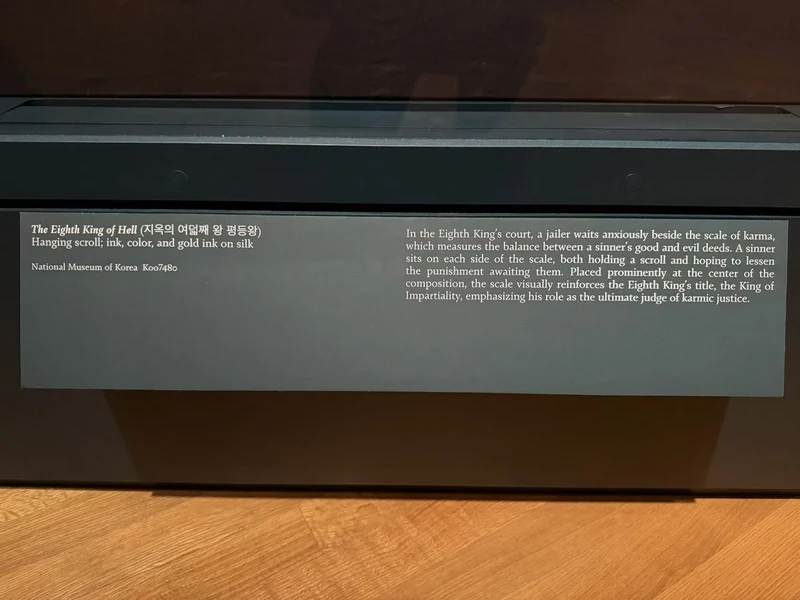 The Eighth King of Hell (지옥의 여덟째 왕 평등왕)
Hanging scroll; ink, color, and gold ink on silk
National Museum of Korea K007480
In the Eighth King's court, a jailer waits anxiously beside the scale of karma,
which measures the balance between a sinner's good and evil deeds. A sinner
sits on each side of the scale, both holding a scroll and hoping to lessen
the punishment awaiting them. Placed prominently at the center of the
composition, the scale visually reinforces the Eighth King's title, the King of
Impartiality, emphasizing his role as the ultimate judge of karmic justice.